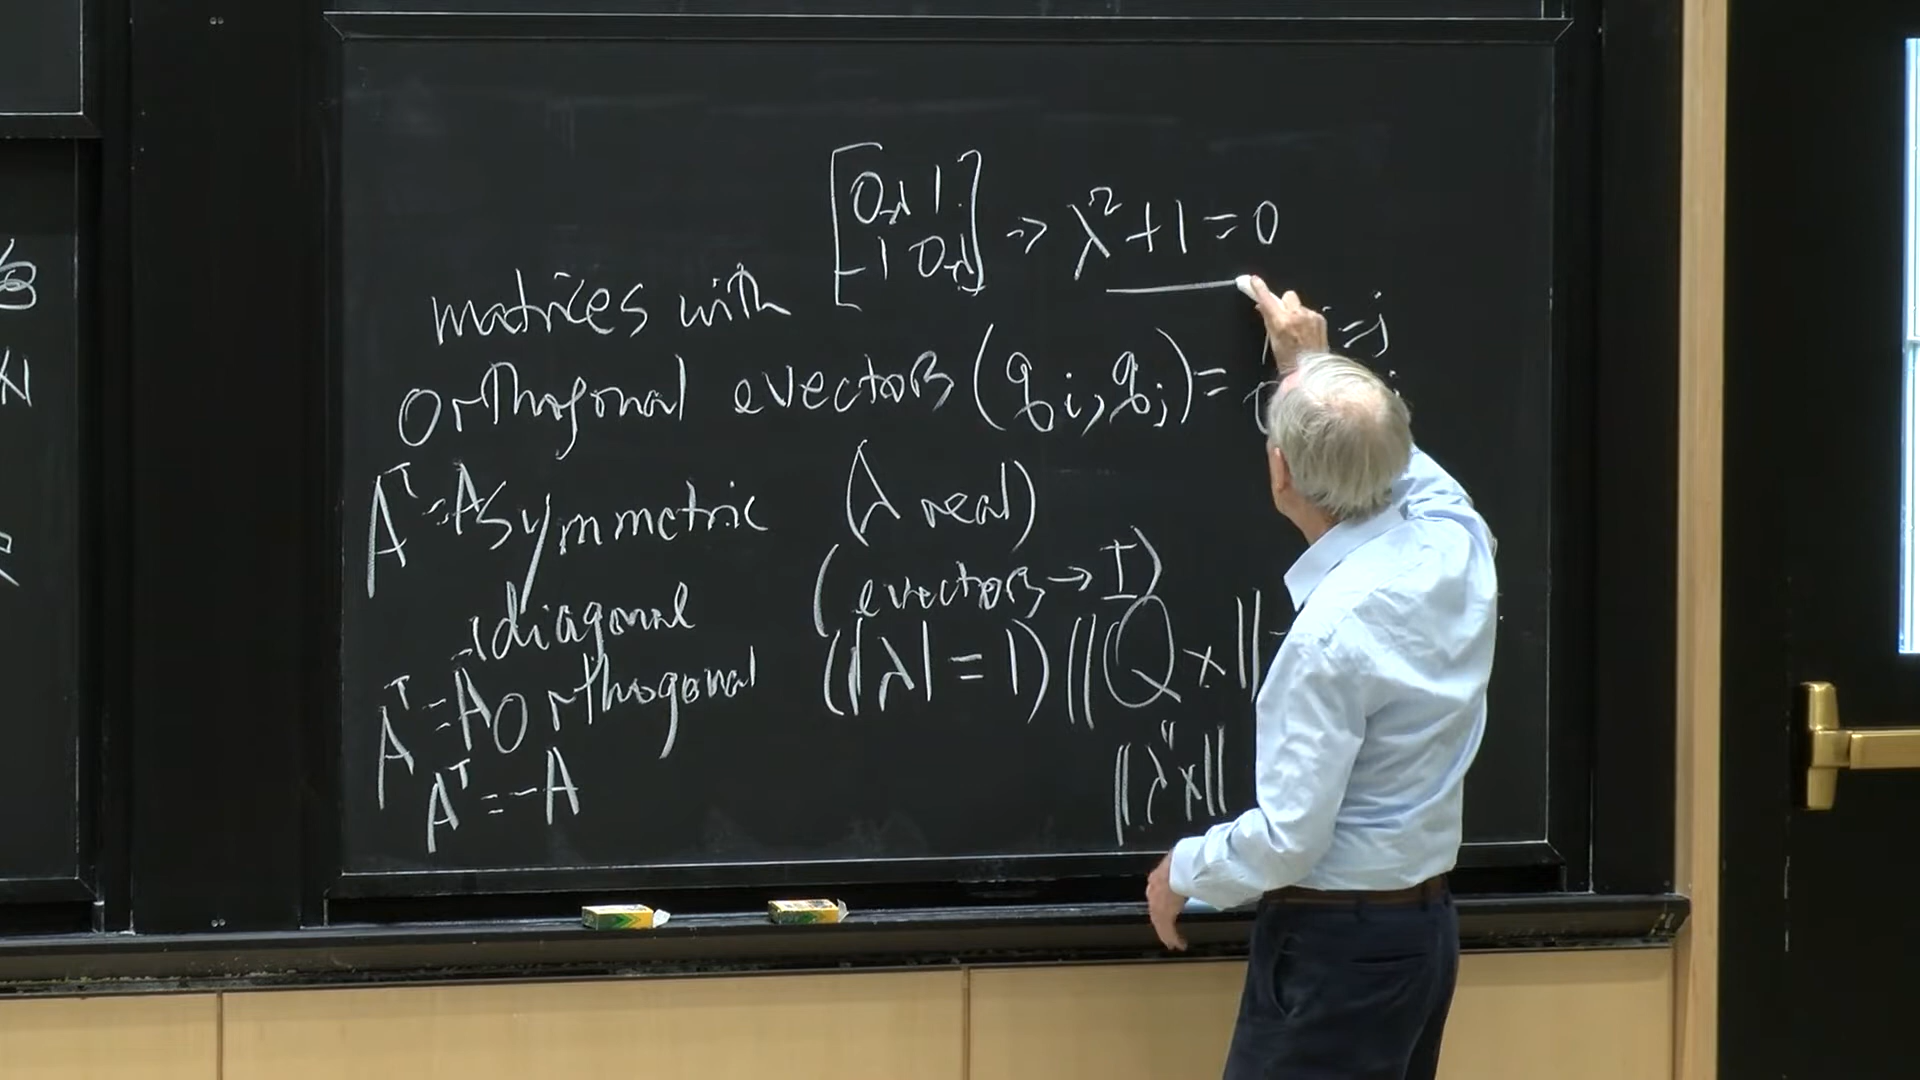 [0-λ 1
-1 0-λ] → λ² + 1 = 0
matrices with
= j
orthogonal evectors (qi, qj) =
Aᵀ = A symmetric (λ real)
diagonal (evectors → I)
Aᵀ = A orthogonal (|λ| = 1) ||Qx||
Aᵀ = -A
||λx||